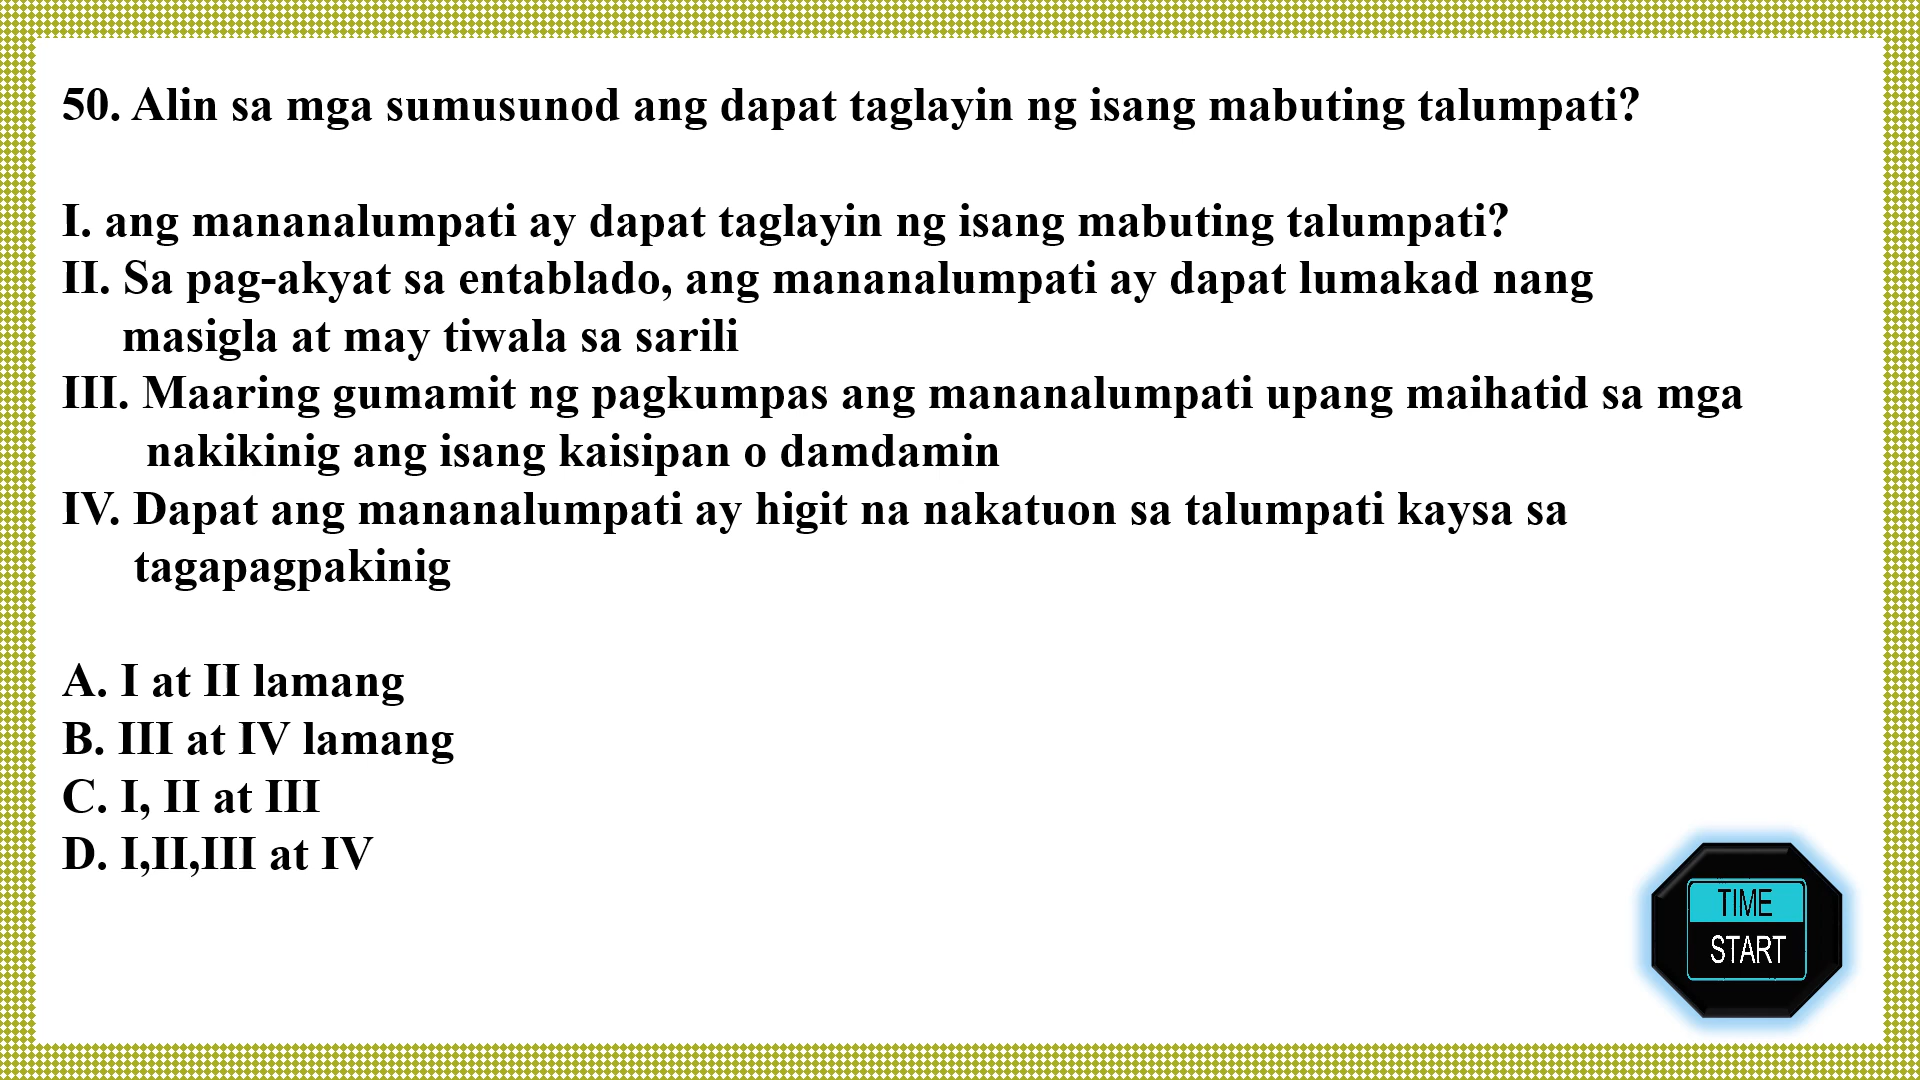 50. Alin sa mga sumusunod ang dapat taglayin ng isang mabuting talumpati?
I. ang mananalumpati ay dapat taglayin ng isang mabuting talumpati?
II. Sa pag-akyat sa entablado, ang mananalumpati ay dapat lumakad nang
masigla at may tiwala sa sarili
III. Maaring gumamit ng pagkumpas ang mananalumpati upang maihatid sa mga
nakikinig ang isang kaisipan o damdamin
IV. Dapat ang mananalumpati ay higit na nakatuon sa talumpati kaysa sa
tagapagpakinig
A. I at II lamang
B. III at IV lamang
C. I, II at III
D. I,II,III at IV
TIME
START